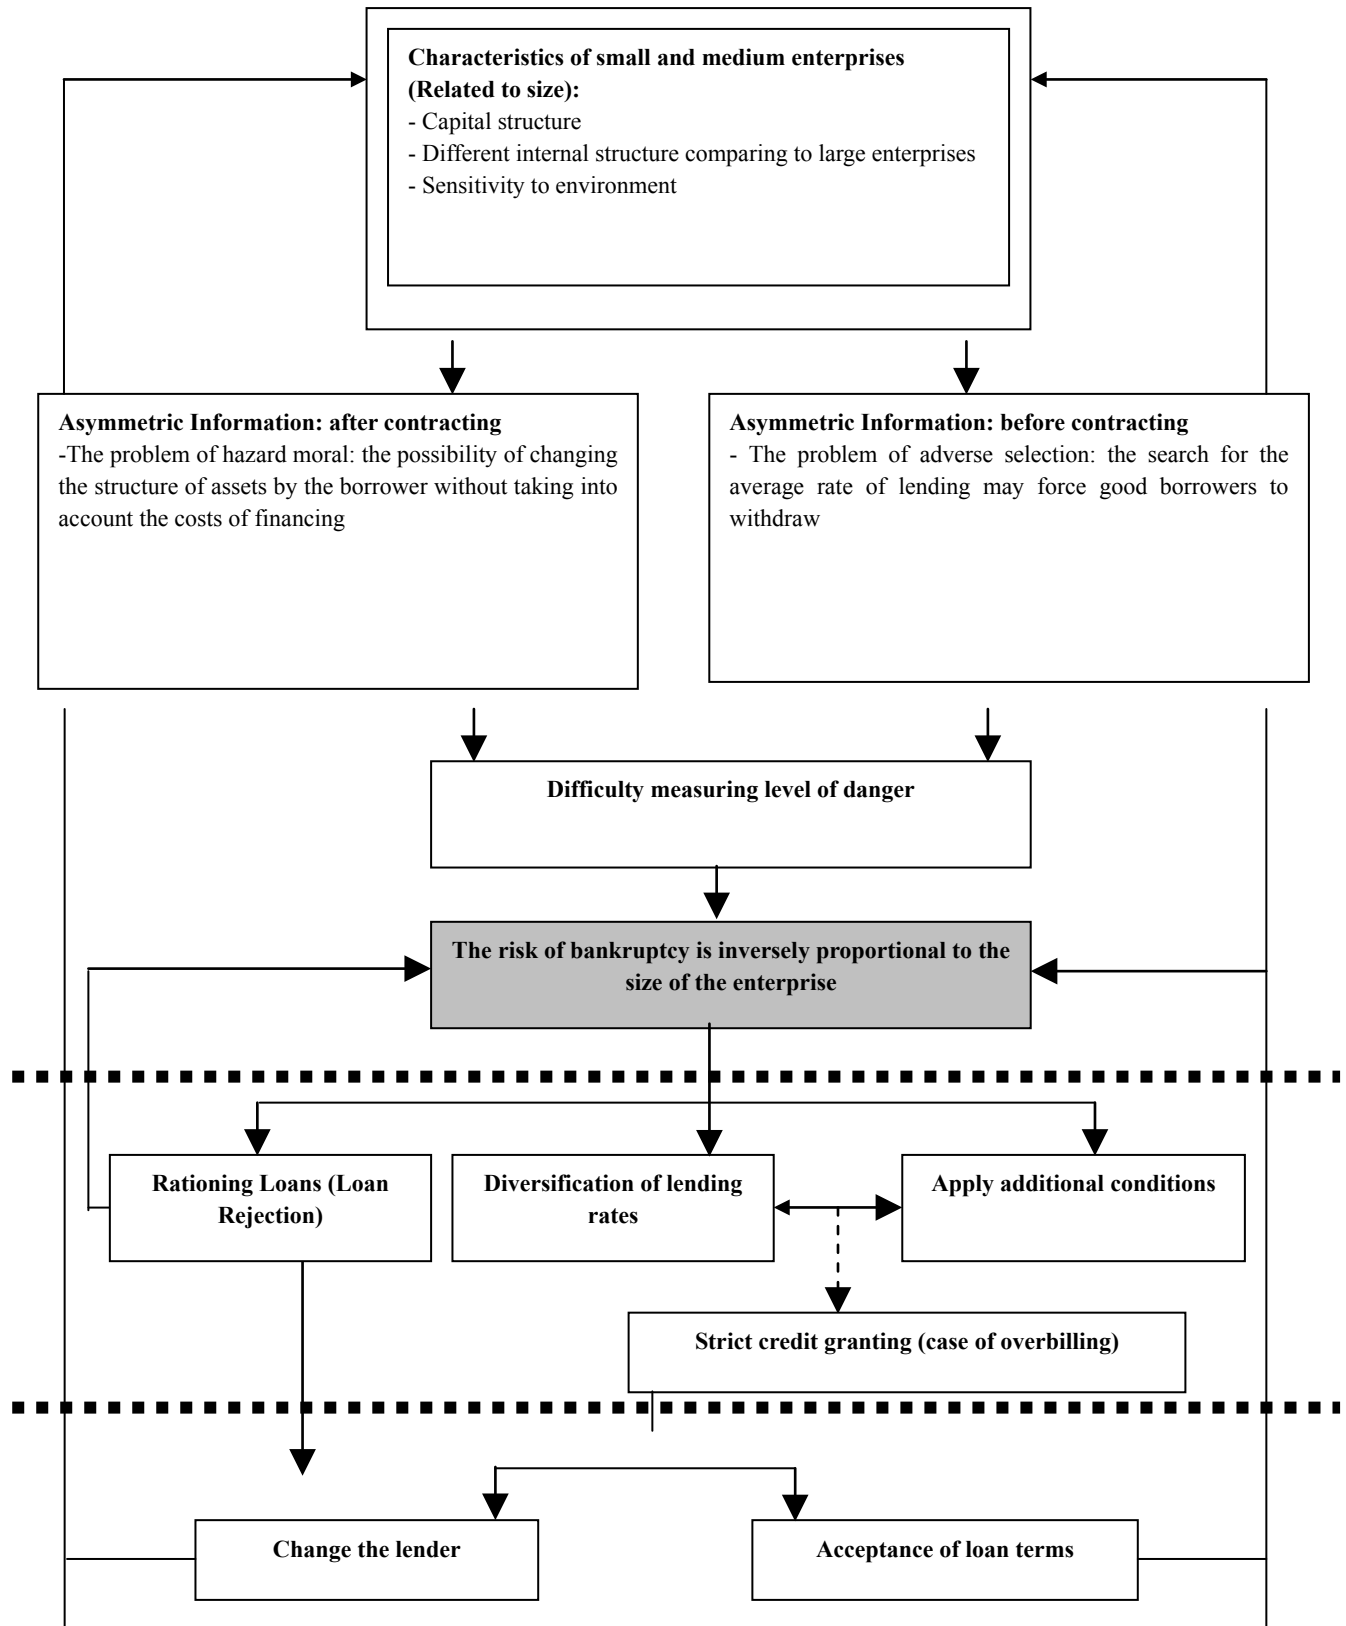 Characteristics of small and medium enterprises
(Related to size):
- Capital structure
- Different internal structure comparing to large enterprises
- Sensitivity to environment
Asymmetric Information: after contracting
-The problem of hazard moral: the possibility of changing
the structure of assets by the borrower without taking into
account the costs of financing
Asymmetric Information: before contracting
- The problem of adverse selection: the search for the
average rate of lending may force good borrowers to
withdraw
Difficulty measuring level of danger
The risk of bankruptcy is inversely proportional to the
size of the enterprise
Rationing Loans (Loan
Rejection)
Diversification of lending
rates
Apply additional conditions
Strict credit granting (case of overbilling)
Change the lender
Acceptance of loan terms